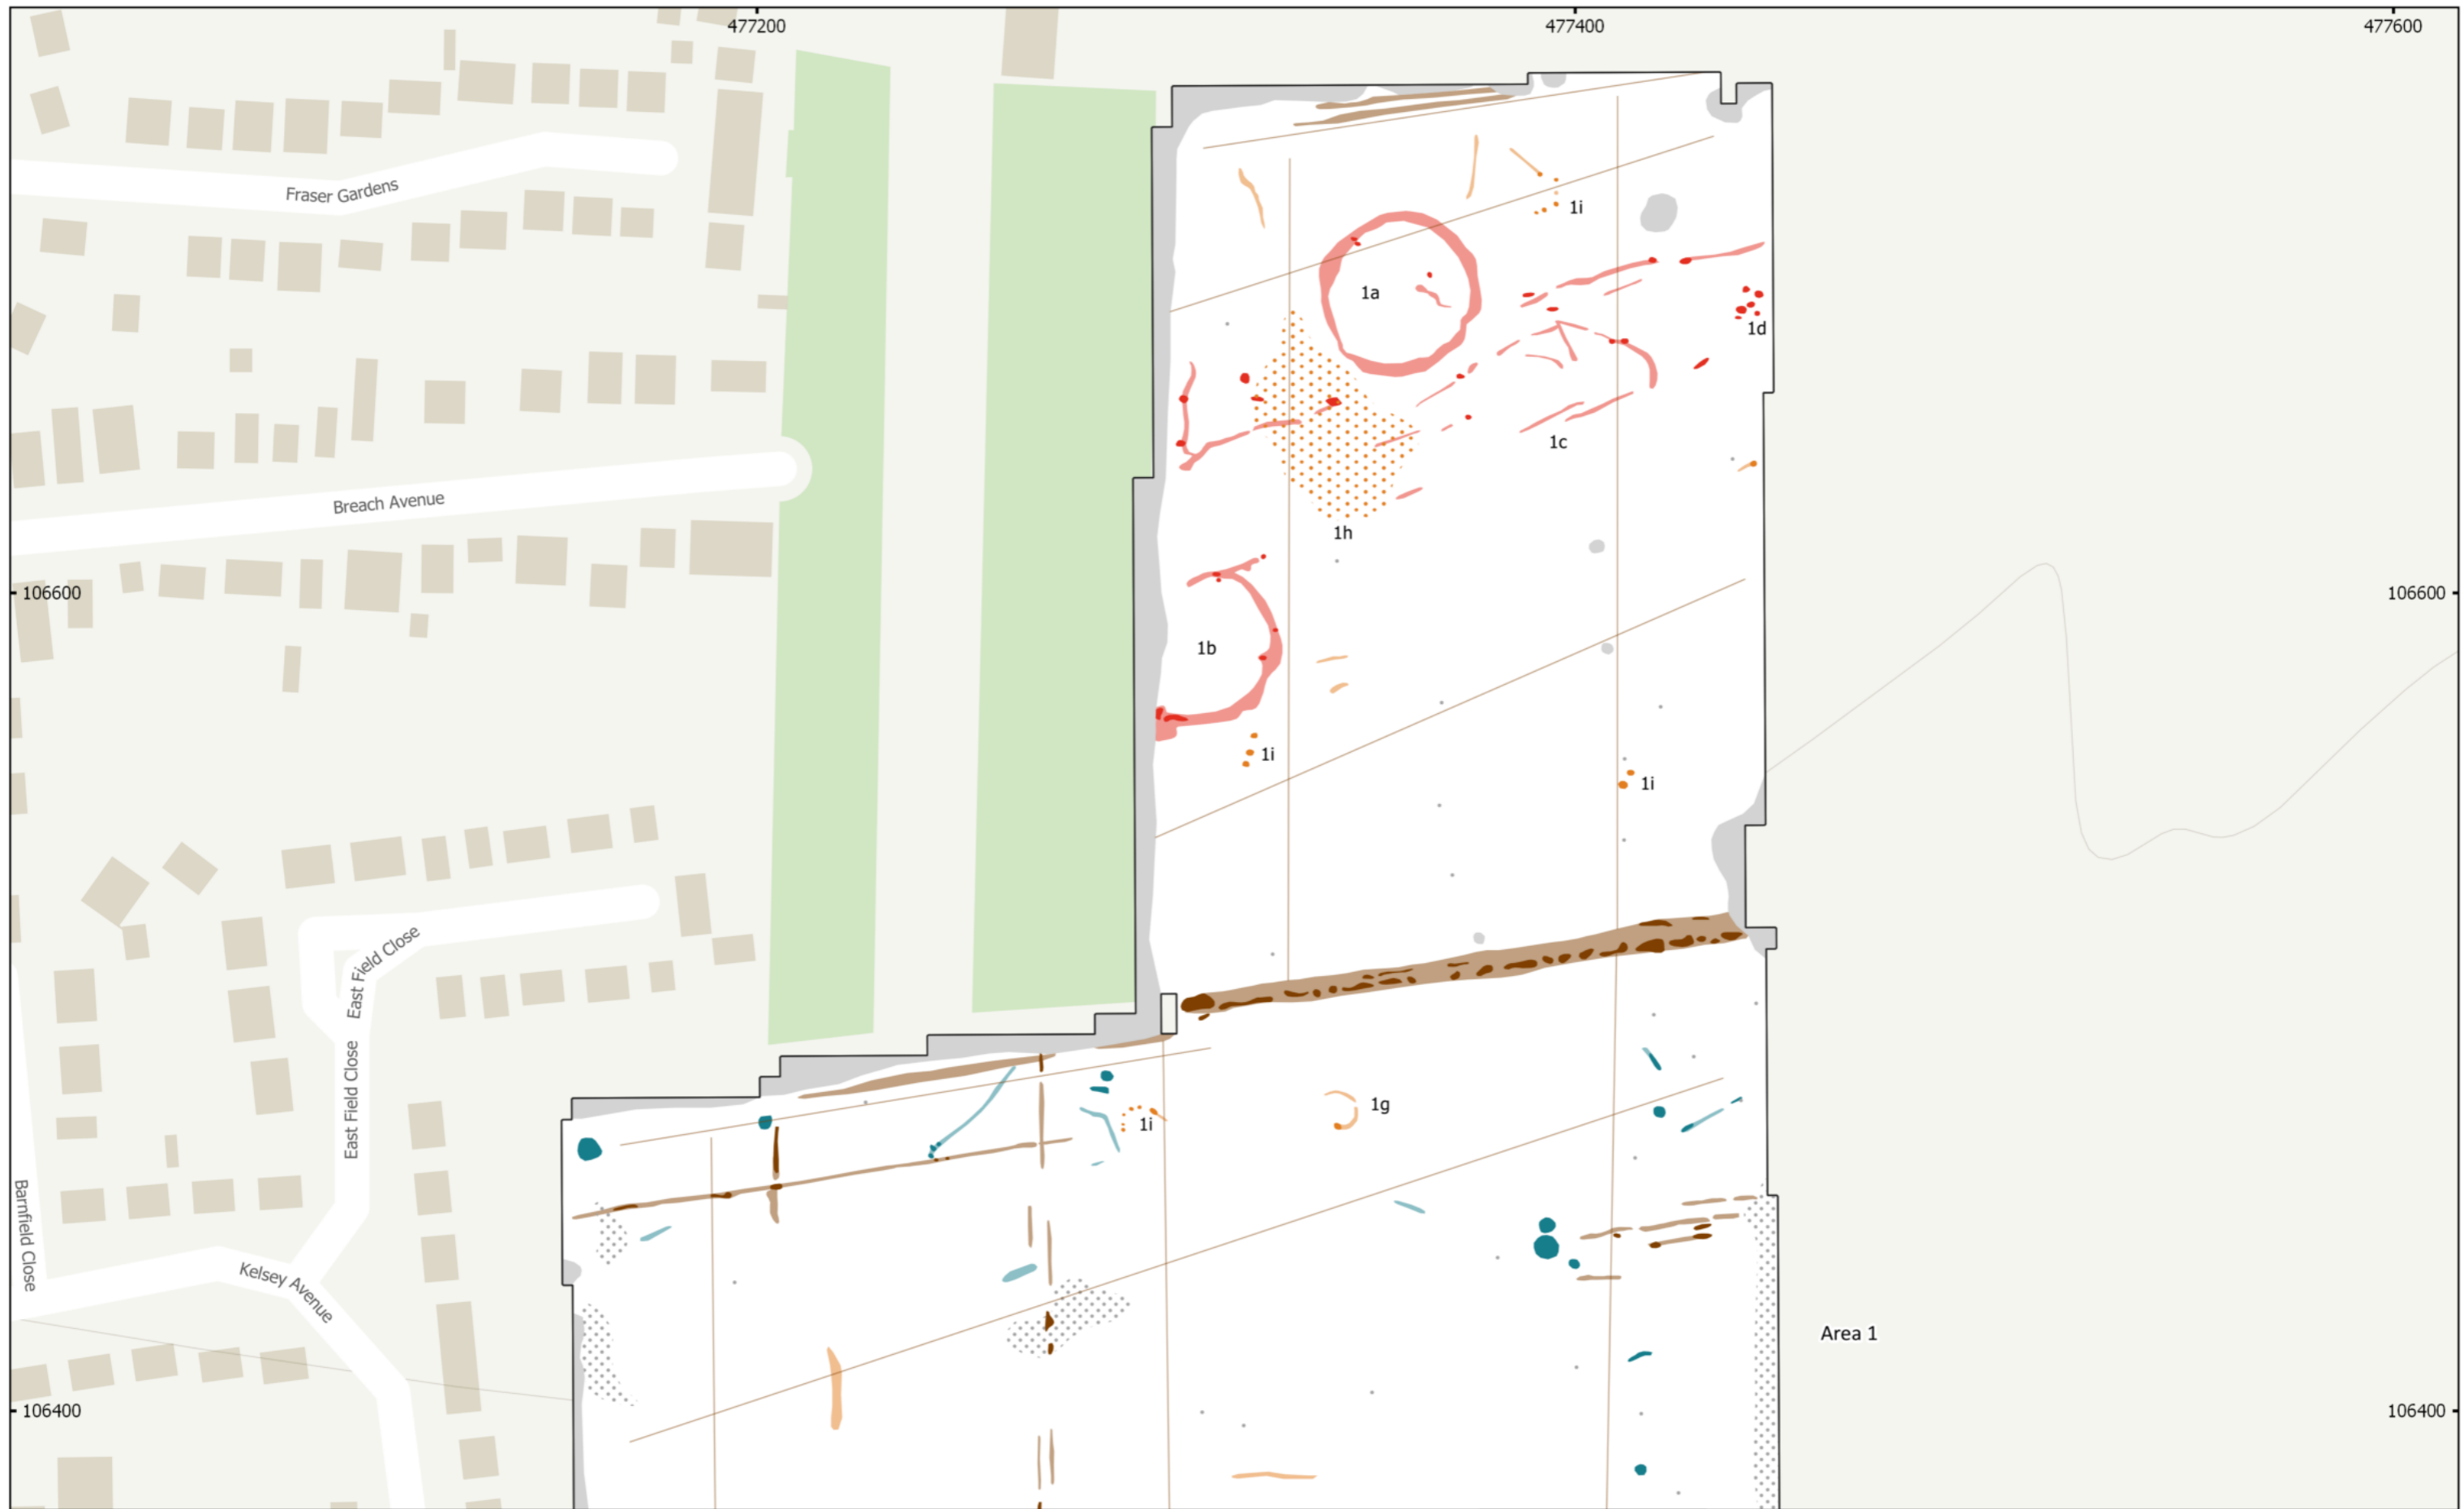 477200
477400
477600
Fraser Gardens
1i
1a
1d
1c
Breach Avenue
1h
106600
106600
1b
1i
1i
East Field Close
East Field Close
1g
1i
Barnfield Close
Kelsey Avenue
Area 1
106400
106400